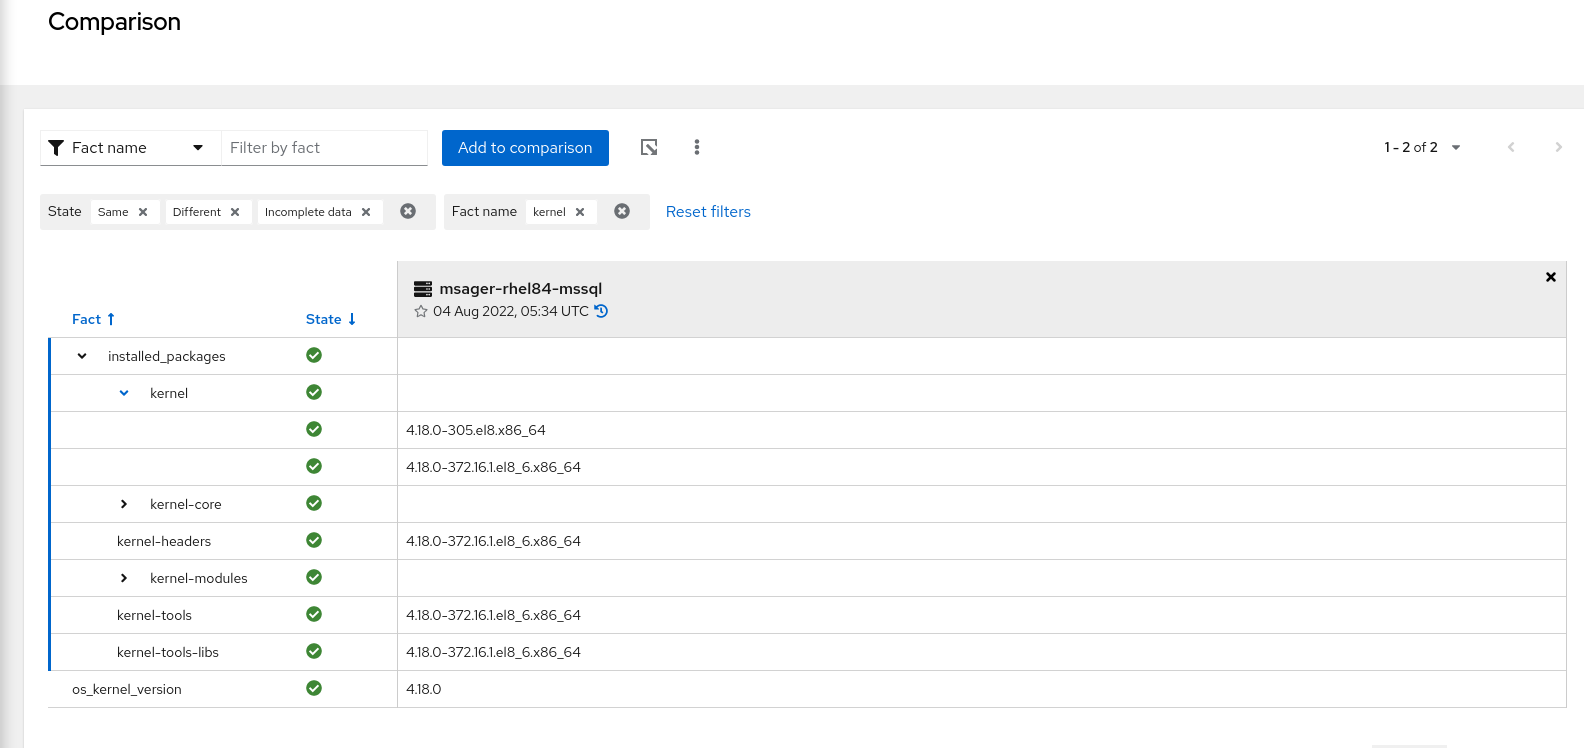 Comparison
Fact name Filter by fact Add to comparison 1 - 2 of 2
State Same Different Incomplete data Fact name kernel Reset filters
msager-rhel84-mssql
04 Aug 2022, 05:34 UTC
Fact State
installed_packages
kernel
4.18.0-305.el8.x86_64
4.18.0-372.16.1.el8_6.x86_64
kernel-core
kernel-headers 4.18.0-372.16.1.el8_6.x86_64
kernel-modules
kernel-tools 4.18.0-372.16.1.el8_6.x86_64
kernel-tools-libs 4.18.0-372.16.1.el8_6.x86_64
os_kernel_version 4.18.0